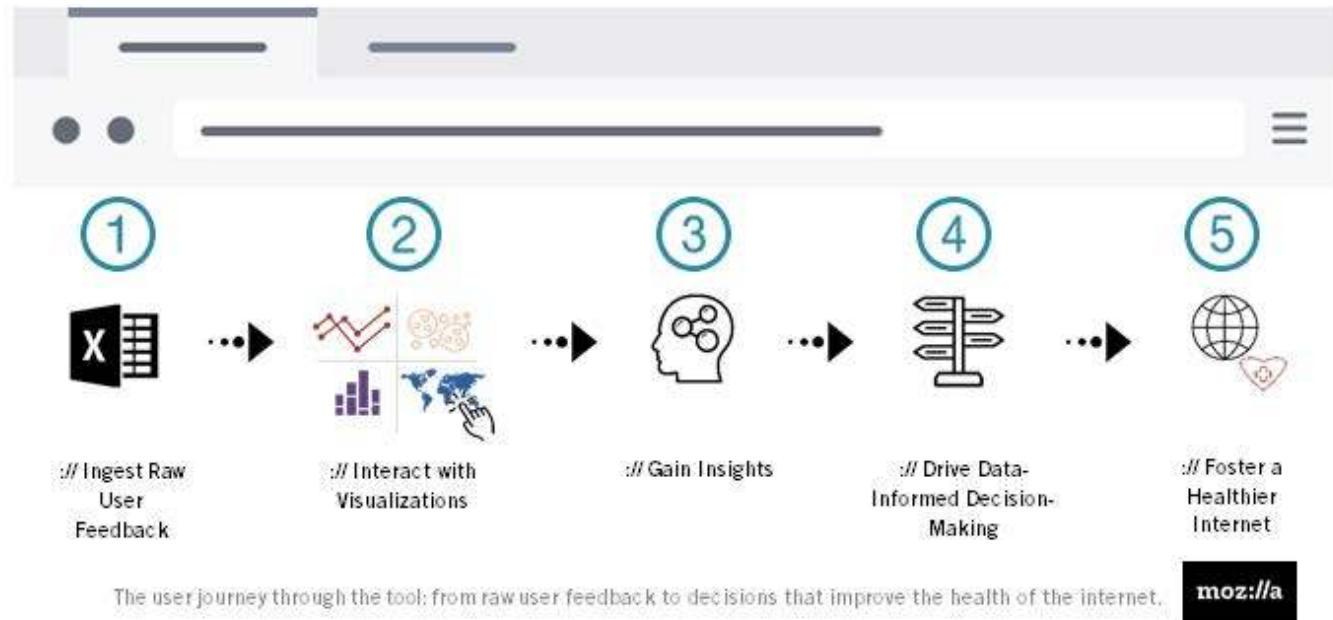 1
2
3
4
5
X
:// Ingest Raw
User
Feedback
:// Interact with
Visualizations
:// Gain Insights
:// Drive Data-
Informed Decision-
Making
:// Foster a
Healthier
Internet
The user journey through the tool: from raw user feedback to decisions that improve the health of the internet.
moz://a